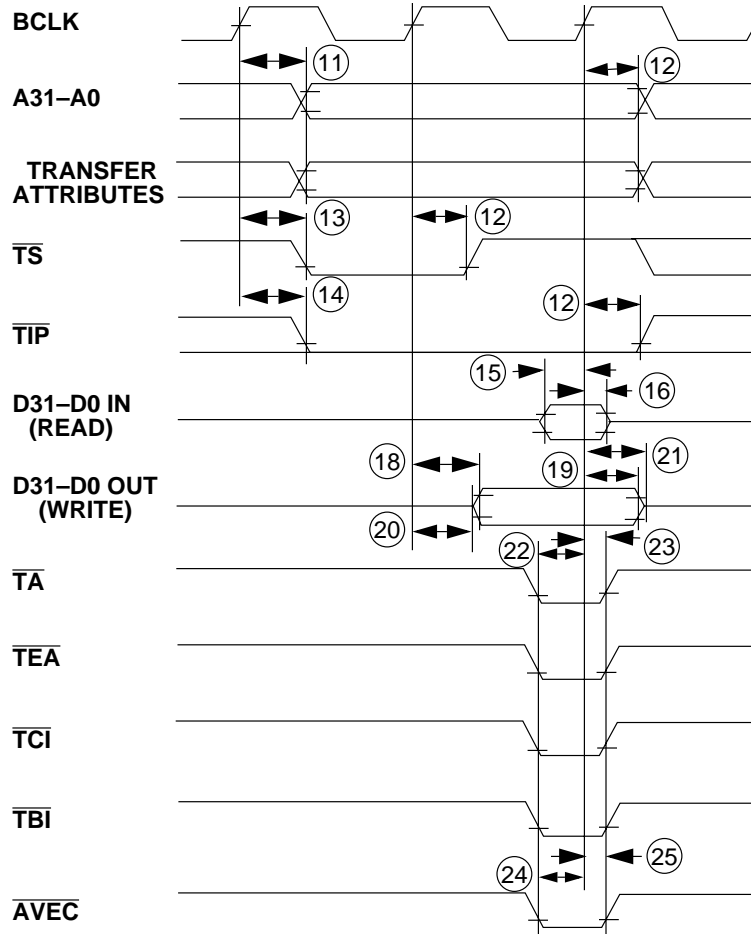 BCLK
11
12
A31–A0
TRANSFER
ATTRIBUTES
13
12
TS
14
12
TIP
15
16
D31–D0 IN
(READ)
18
21
19
D31–D0 OUT
(WRITE)
20
22
23
TA
TEA
TCI
TBI
25
24
AVEC